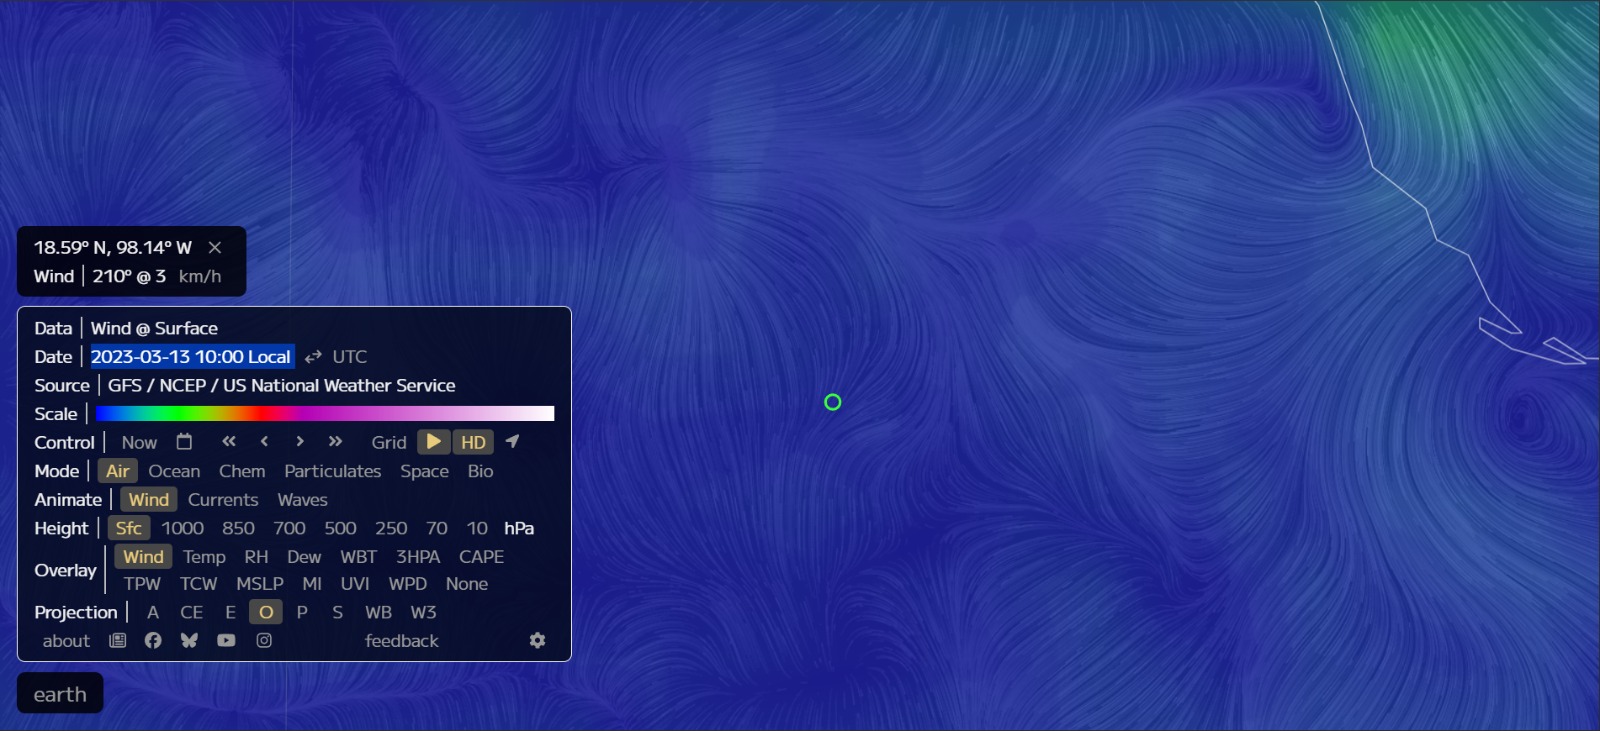 18.59° N, 98.14° W ×
Wind | 210° @ 3 km/h
Data | Wind @ Surface
Date | 2023-03-13 10:00 Local ⇄ UTC
Source | GFS / NCEP / US National Weather Service
Scale |
Control | Now « ‹ › » Grid HD
Mode | Air Ocean Chem Particulates Space Bio
Animate | Wind Currents Waves
Height | Sfc 1000 850 700 500 250 70 10 hPa
Overlay | Wind Temp RH Dew WBT 3HPA CAPE
TPW TCW MSLP MI UVI WPD None
Projection | A CE E O P S WB W3
about feedback
earth